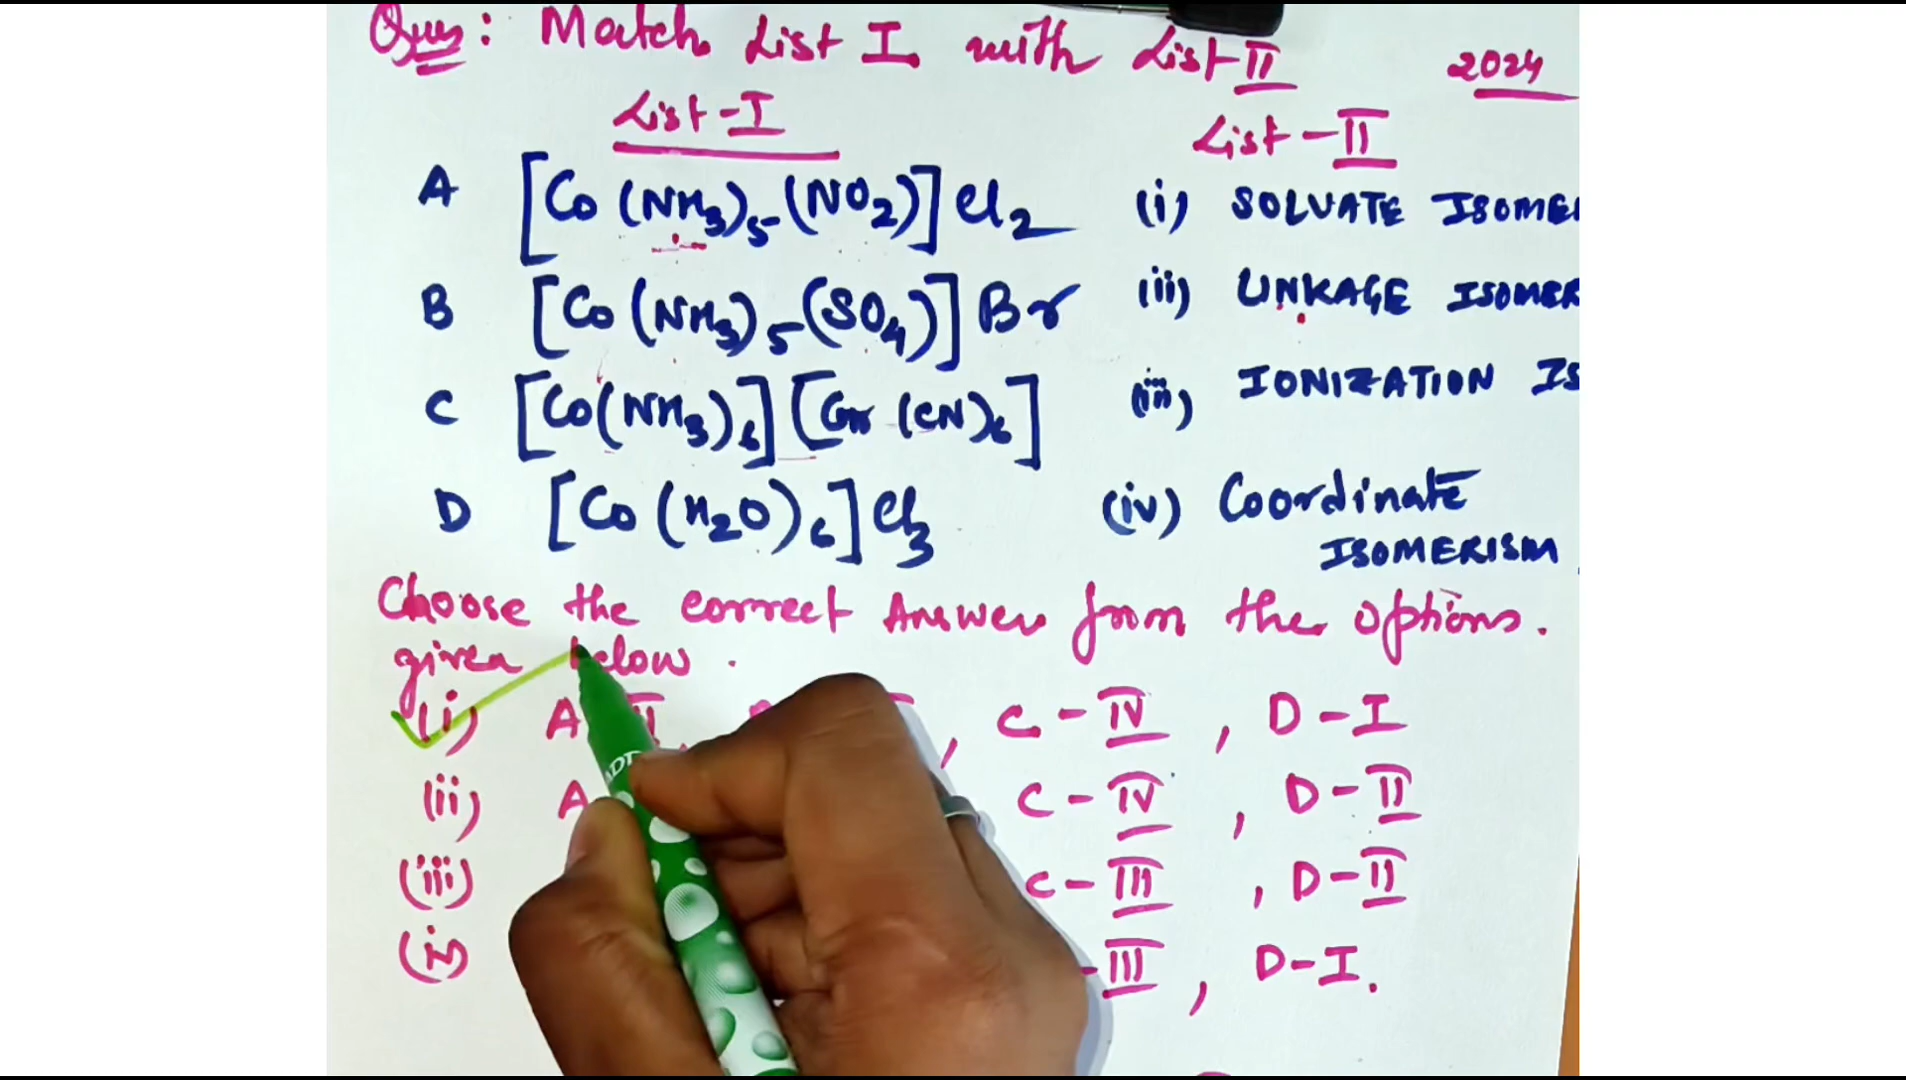 Ques: Match List I with List II 2024
List-I List-II
A [Co(NH3)5(NO2)]Cl2 (i) SOLVATE ISOME
B [Co(NH3)5(SO4)]Br (ii) LINKAGE ISOMER
C [Co(NH3)6][Cr(CN)6] (iii) IONIZATION IS
D [Co(H2O)6]Cl3 (iv) Coordinate
ISOMERISM
Choose the correct Answer from the options.
given below.
(i) A II, C-IV, D-I
(ii) A C-IV, D-II
(iii) C-III, D-II
(iv) -III, D-I.
ADT